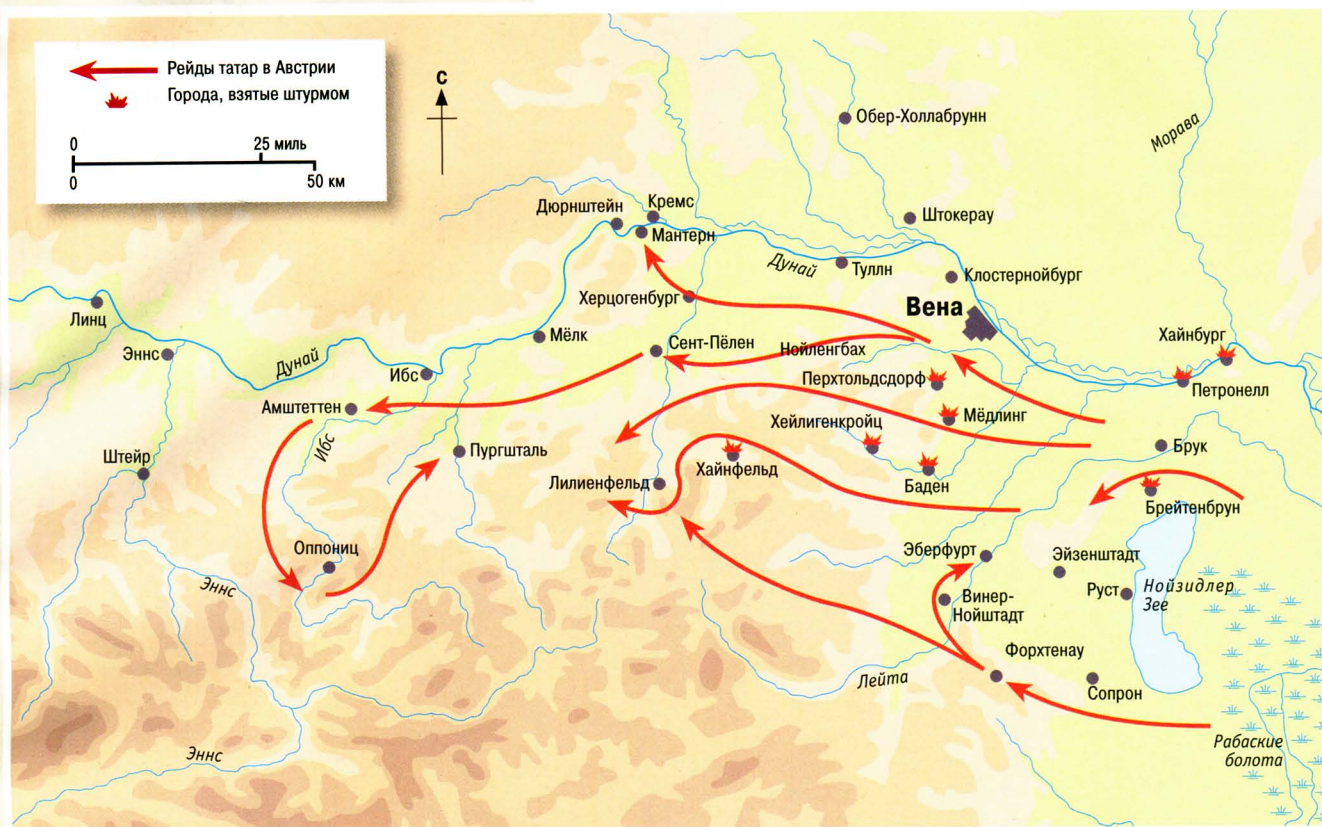 Рейды татар в Австрии
Города, взятые штурмом
0
25 миль
0
50 км
С
Обер-Холлабрунн
Морава
Дюрнштейн
Кремс
Мантерн
Штокерау
Дунай
Туллн
Клостернойбург
Херцогенбург
Вена
Линц
Мёлк
Сент-Пёлен
Нойленгбах
Хайнбург
Эннс
Дунай
Ибс
Перхтольдсдорф
Петронелл
Амштеттен
Ибс
Хейлигенкройц
Мёдлинг
Штейр
Пургшталь
Хайнфельд
Брук
Лилиенфельд
Баден
Брейтенбрун
Оппониц
Эберфурт
Эйзенштадт
Эннс
Винер-
Нойштадт
Руст
Нойзидлер
Зее
Форхтенау
Лейта
Сопрон
Эннс
Рабаские
болота